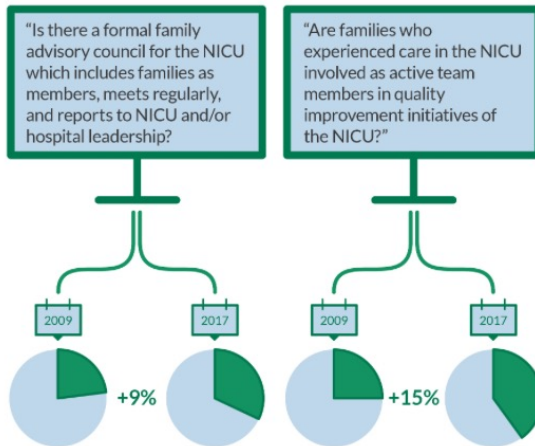 “Is there a formal family
advisory council for the NICU
which includes families as
members, meets regularly,
and reports to NICU and/or
hospital leadership?
“Are families who
experienced care in the NICU
involved as active team
members in quality
improvement initiatives of
the NICU?”
2009
2017
2009
2017
+9%
+15%